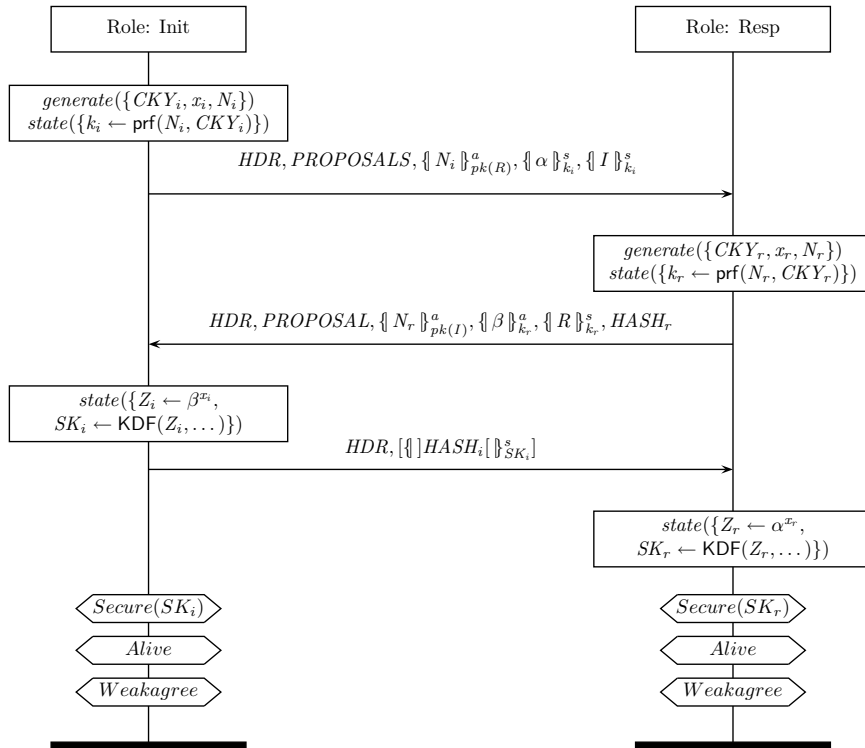 Role: Init
Role: Resp
generate({CKY_i, x_i, N_i})
state({k_i ← prf(N_i, CKY_i)})
HDR, PROPOSALS, {| N_i |}^a_{pk(R)}, {| α |}^s_{k_i}, {| I |}^s_{k_i}
generate({CKY_r, x_r, N_r})
state({k_r ← prf(N_r, CKY_r)})
HDR, PROPOSAL, {| N_r |}^a_{pk(I)}, {| β |}^a_{k_r}, {| R |}^s_{k_r}, HASH_r
state({Z_i ← β^{x_i},
SK_i ← KDF(Z_i, . . . )})
HDR, [{| ]HASH_i[ |}^s_{SK_i}]
state({Z_r ← α^{x_r},
SK_r ← KDF(Z_r, . . . )})
Secure(SK_i)
Secure(SK_r)
Alive
Alive
Weakagree
Weakagree